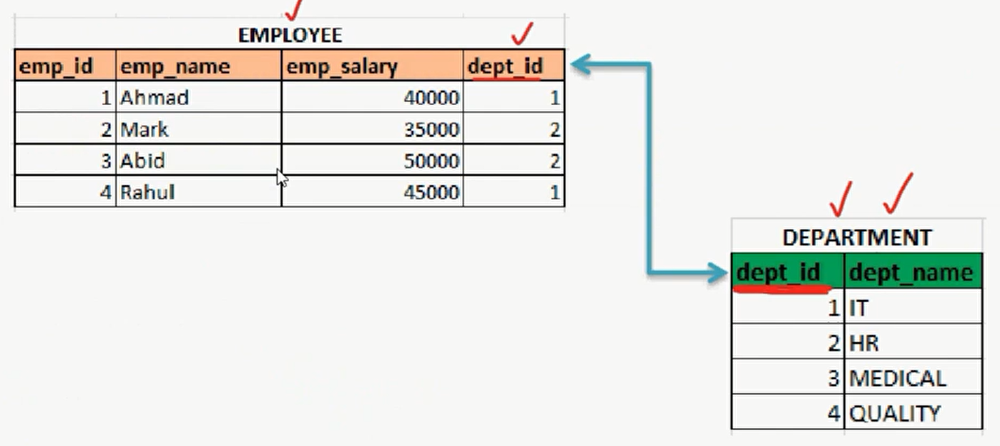 EMPLOYEE
emp_id emp_name emp_salary dept_id
1 Ahmad 40000 1
2 Mark 35000 2
3 Abid 50000 2
4 Rahul 45000 1
DEPARTMENT
dept_id dept_name
1 IT
2 HR
3 MEDICAL
4 QUALITY